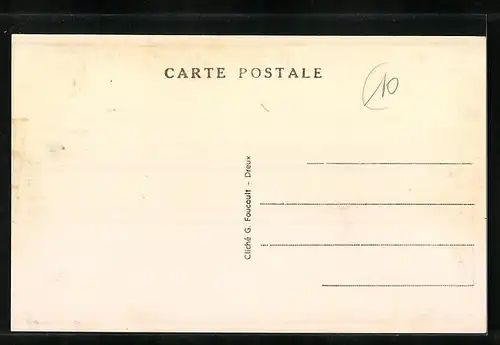 CARTE POSTALE
10
Cliché G. Foucault - Dreux